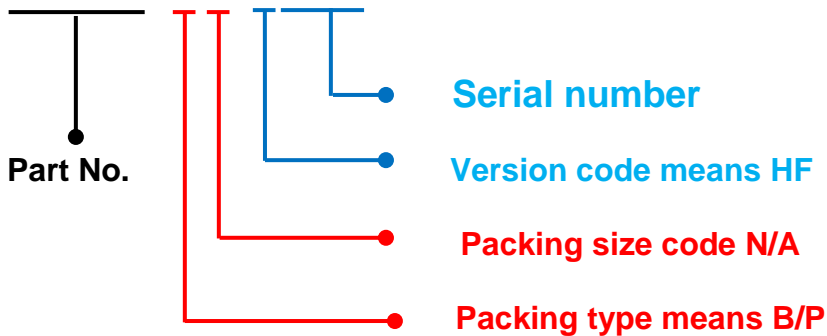 Serial number
Part No.
Version code means HF
Packing size code N/A
Packing type means B/P